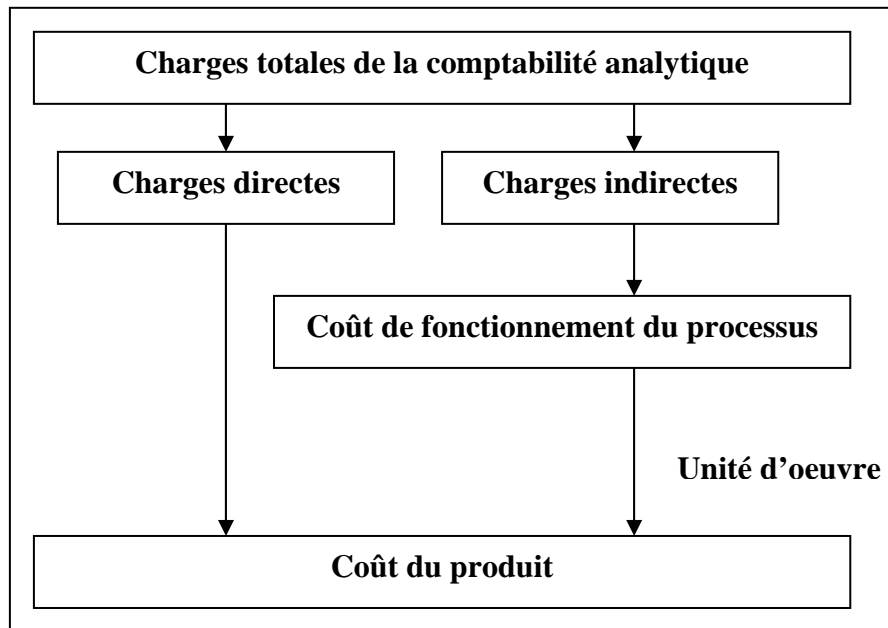 Charges totales de la comptabilité analytique
Charges directes
Charges indirectes
Coût de fonctionnement du processus
Unité d'oeuvre
Coût du produit